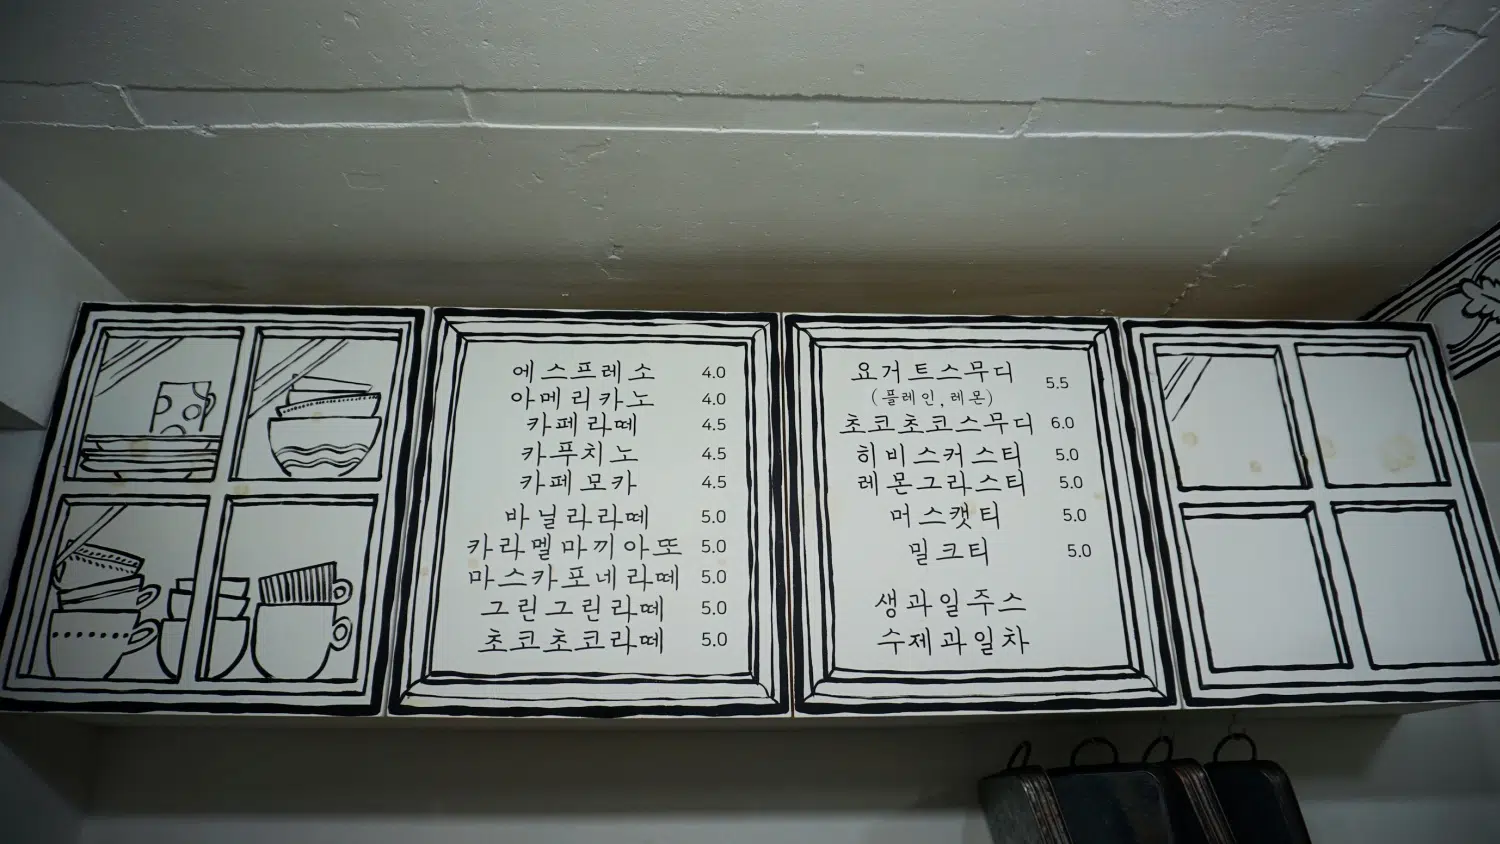 에스프레소 4.0
아메리카노 4.0
카페라떼 4.5
카푸치노 4.5
카페모카 4.5
바닐라라떼 5.0
카라멜마끼아또 5.0
마스카포네라떼 5.0
그린그린라떼 5.0
초코초코라떼 5.0
요거트스무디 5.5
(플레인,레몬)
초코초코스무디 6.0
히비스커스티 5.0
레몬그라스티 5.0
머스캣티 5.0
밀크티 5.0
생과일주스
수제과일차